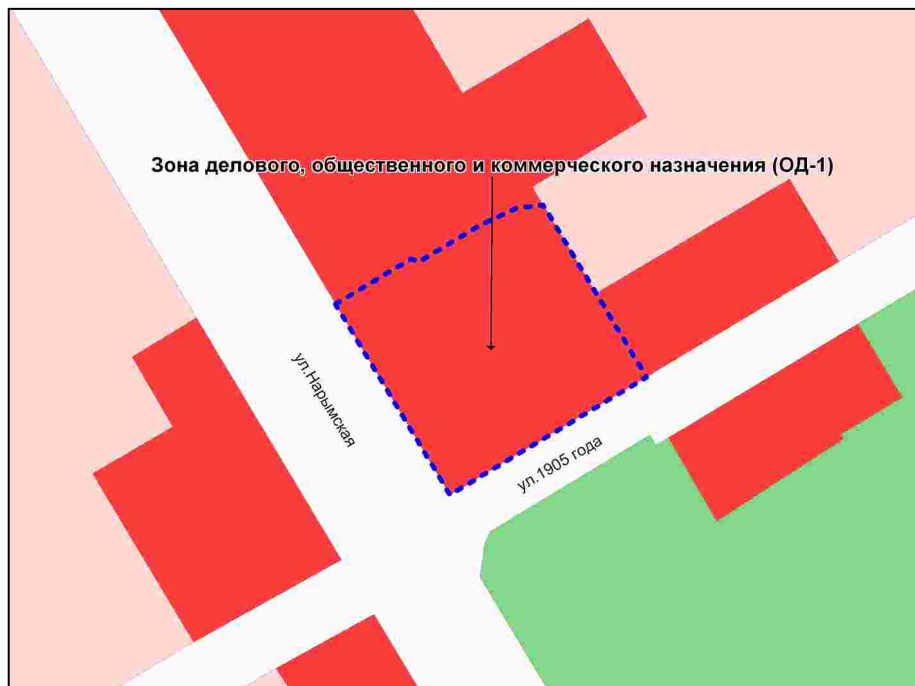 Зона делового, общественного и коммерческого назначения (ОД-1)
ул.Нарымская
ул.1905 года